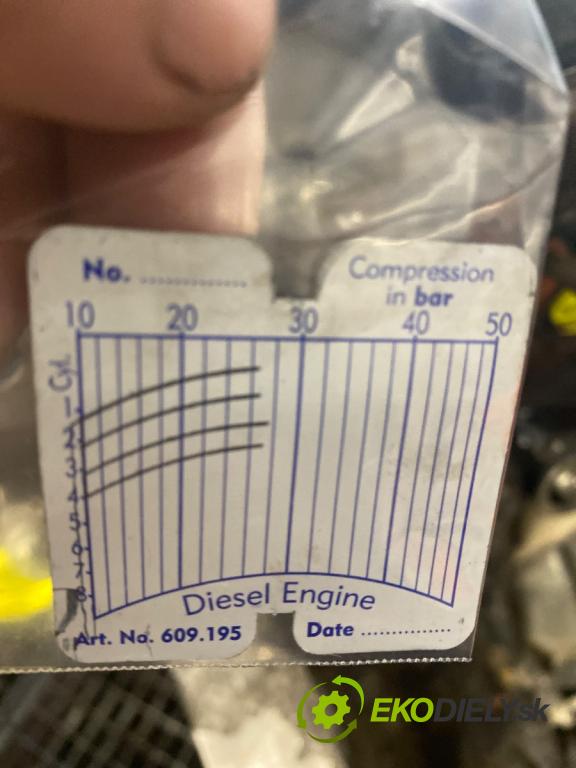 No. ..............
Compression
in bar
10 20 30 40 50
Cyl.
1
2
3
4
5
6
7
8
Diesel Engine
Art. No. 609.195
Date ...............
EKODIELY.sk